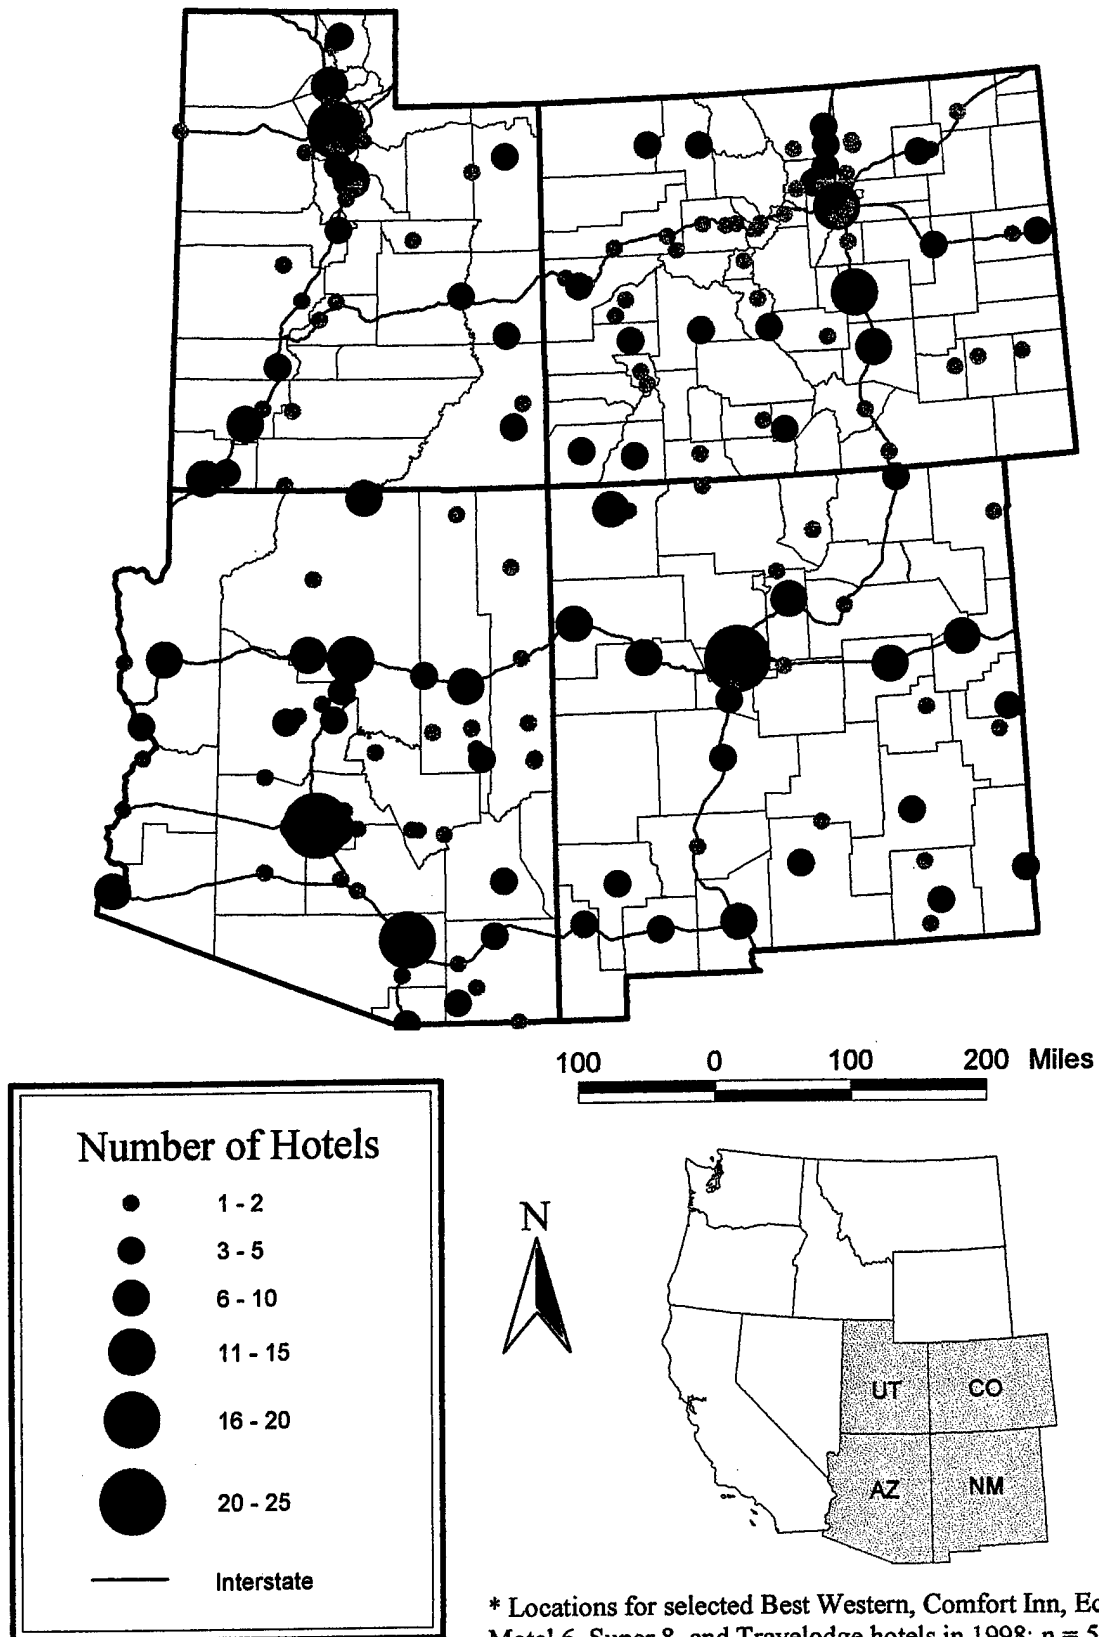 100 0 100 200 Miles
Number of Hotels
1 - 2
3 - 5
6 - 10
11 - 15
16 - 20
20 - 25
Interstate
N
UT CO
AZ NM
* Locations for selected Best Western, Comfort Inn,
Motel 6, Super 8, and Travelodge hotels in 1998; n =